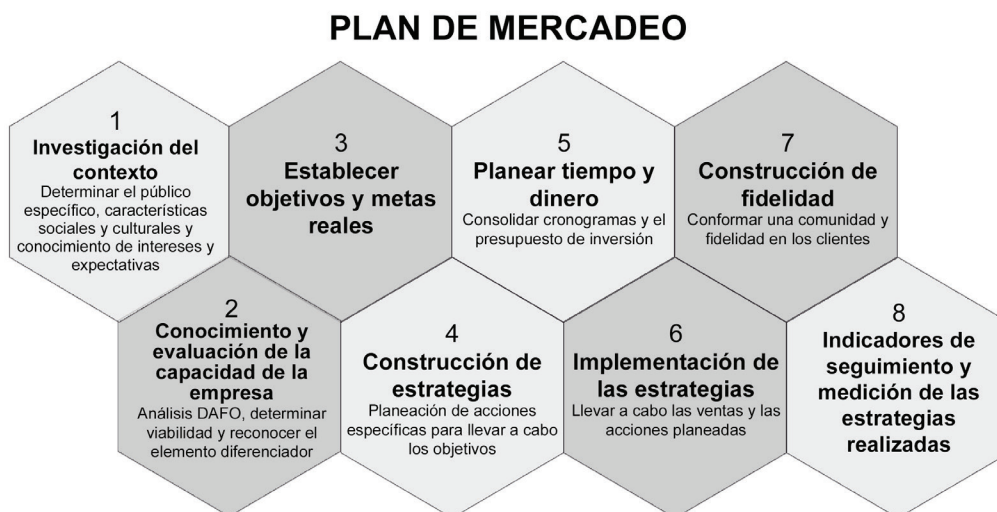 PLAN DE MERCADEO
1
Investigación del
contexto
Determinar el público
específico, características
sociales y culturales y
conocimiento de intereses y
expectativas
2
Conocimiento y
evaluación de la
capacidad de la
empresa
Análisis DAFO, determinar
viabilidad y reconocer el
elemento diferenciador
3
Establecer
objetivos y metas
reales
4
Construcción de
estrategias
Planeación de acciones
específicas para llevar a cabo
los objetivos
5
Planear tiempo y
dinero
Consolidar cronogramas y el
presupuesto de inversión
6
Implementación de
las estrategias
Llevar a cabo las ventas y las
acciones planeadas
7
Construcción de
fidelidad
Conformar una comunidad y
fidelidad en los clientes
8
Indicadores de
seguimiento y
medición de las
estrategias
realizadas